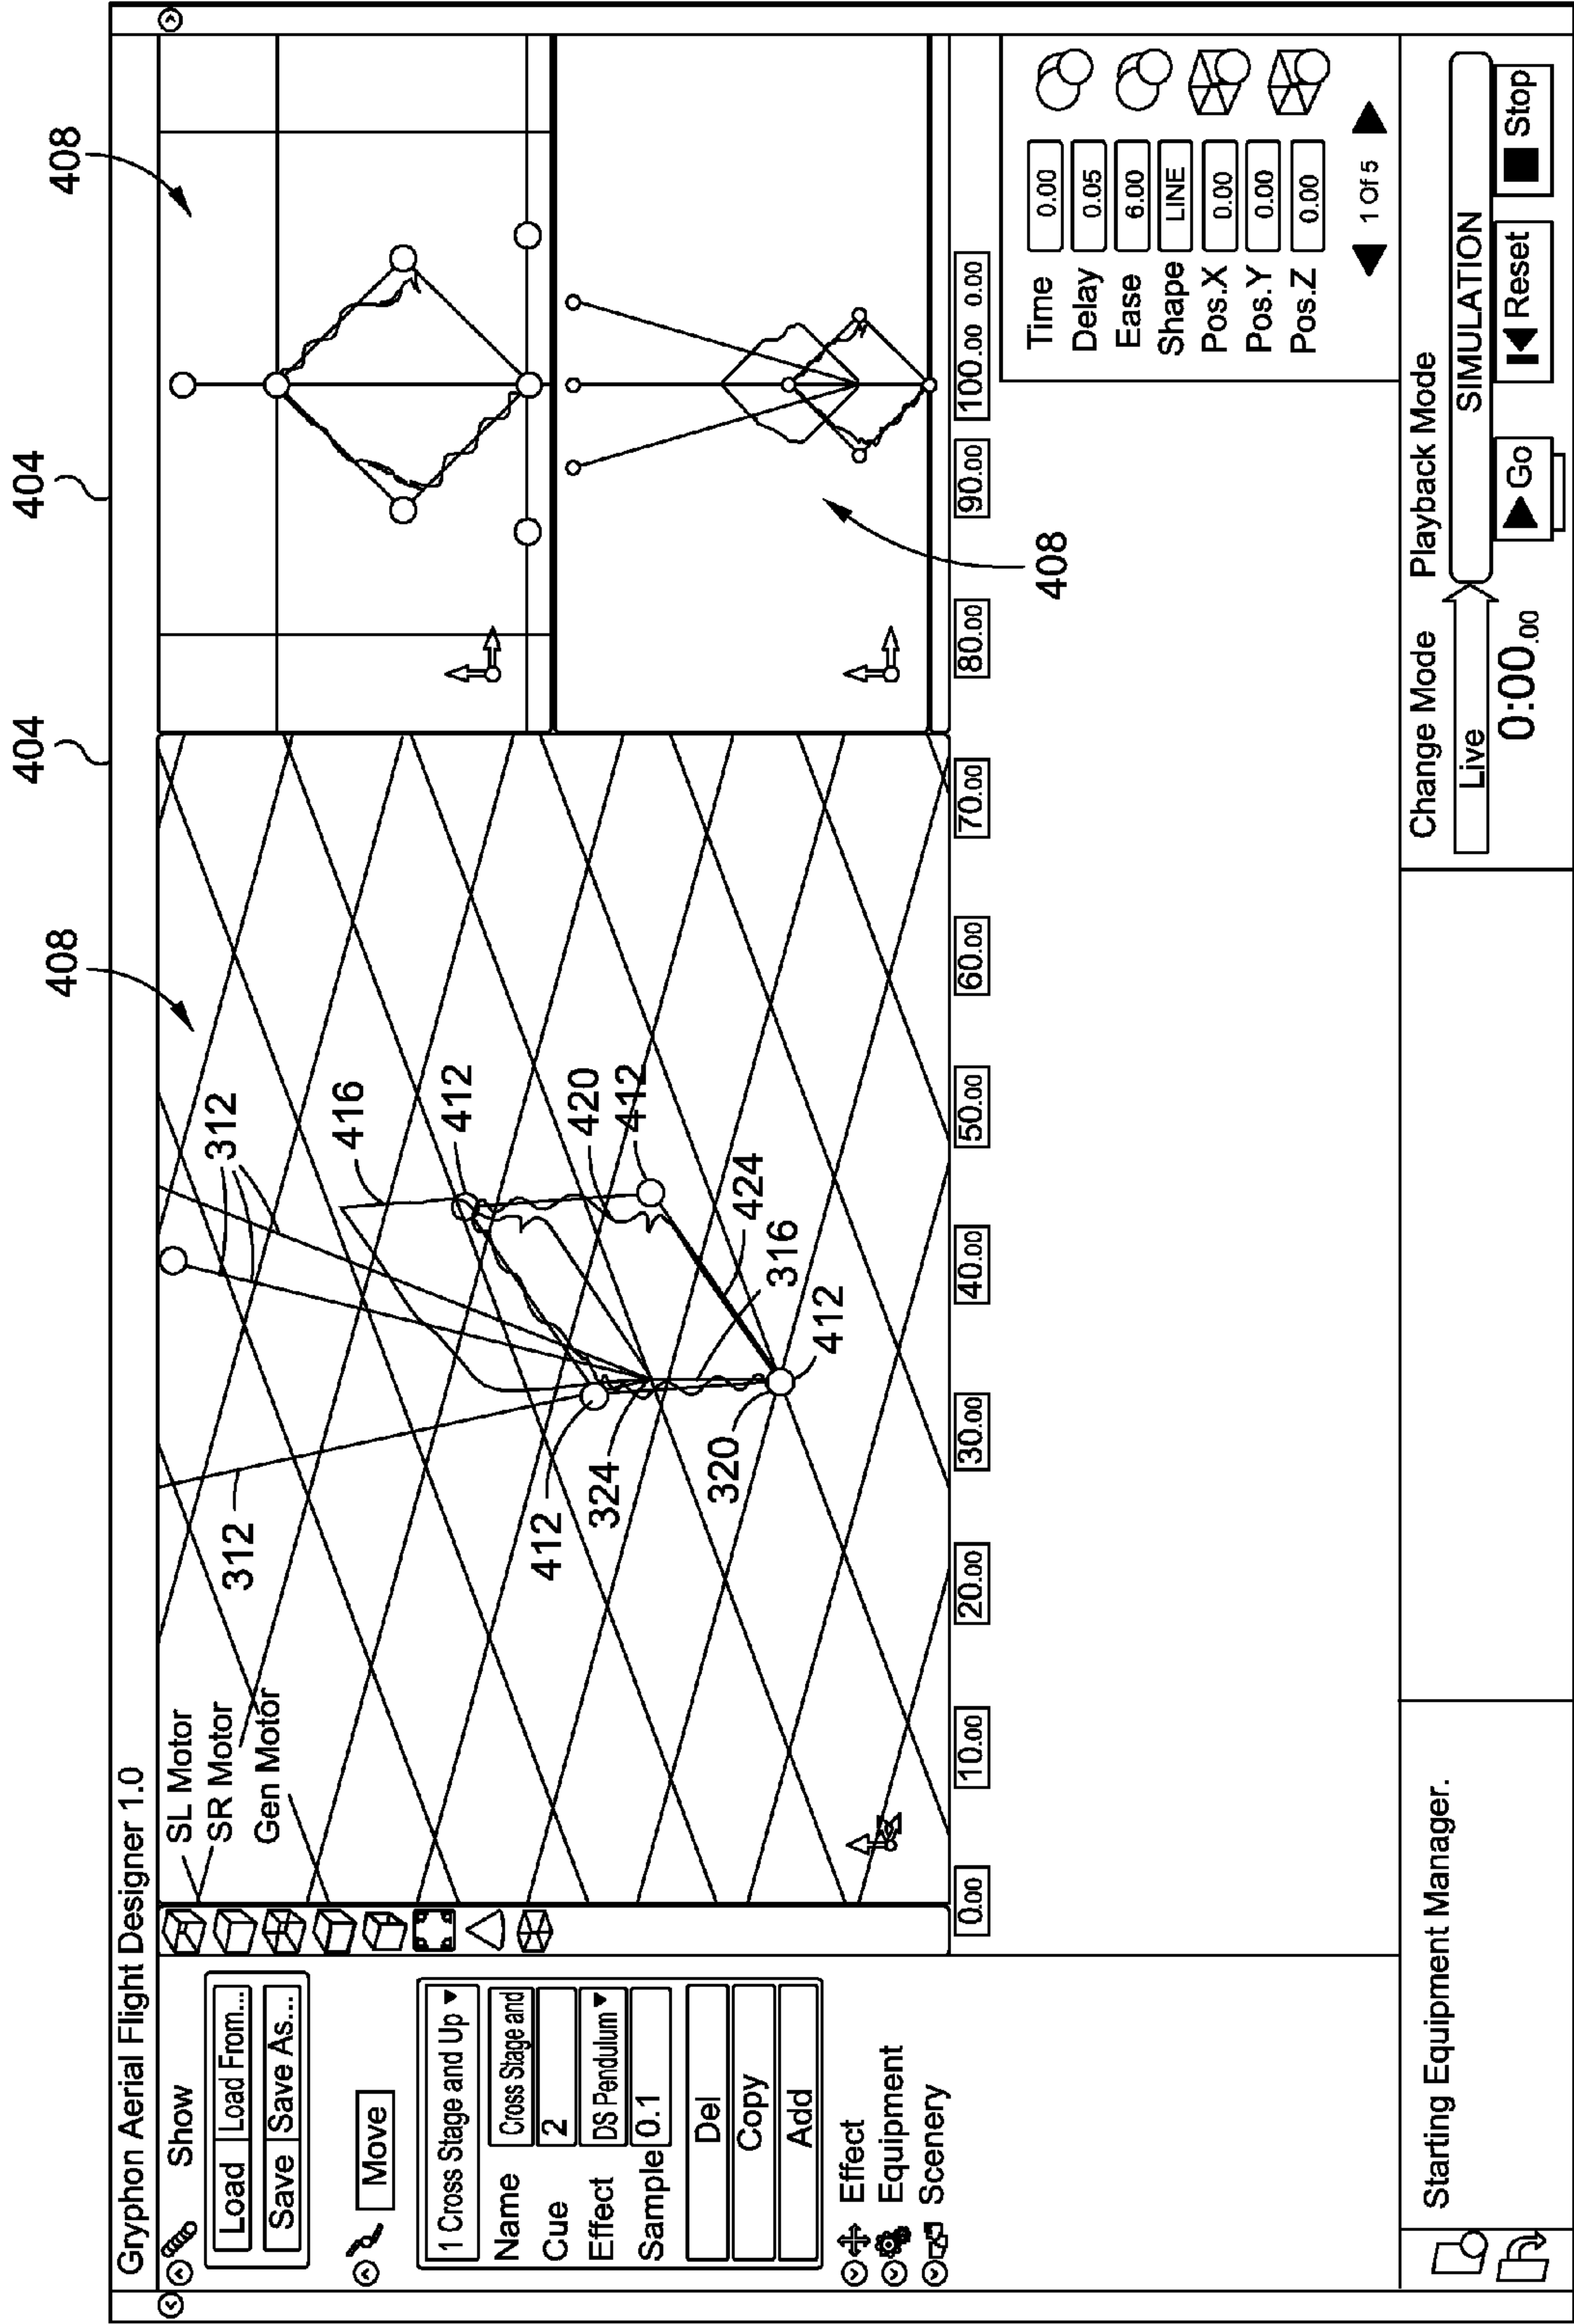 404
404
408
408
Gryphon Aerial Flight Designer 1.0
Show
Load
Load From...
Save
Save As...
Move
1 Cross Stage and Up
Name
Cross Stage and
Cue
2
Effect
DS Pendulum
Sample
0.1
Del
Copy
Add
Effect
Equipment
Scenery
SL Motor
SR Motor
Gen Motor
312
312
416
412
420
412
424
316
412
412
324
320
408
0.00
10.00
20.00
30.00
40.00
50.00
60.00
70.00
80.00
90.00
100.00
0.00
Time 0.00
Delay 0.05
Ease 6.00
Shape LINE
Pos.X 0.00
Pos.Y 0.00
Pos.Z 0.00
1 Of 5
Starting Equipment Manager.
Change Mode
Playback Mode
Live
SIMULATION
0:00.00
Go
Reset
Stop